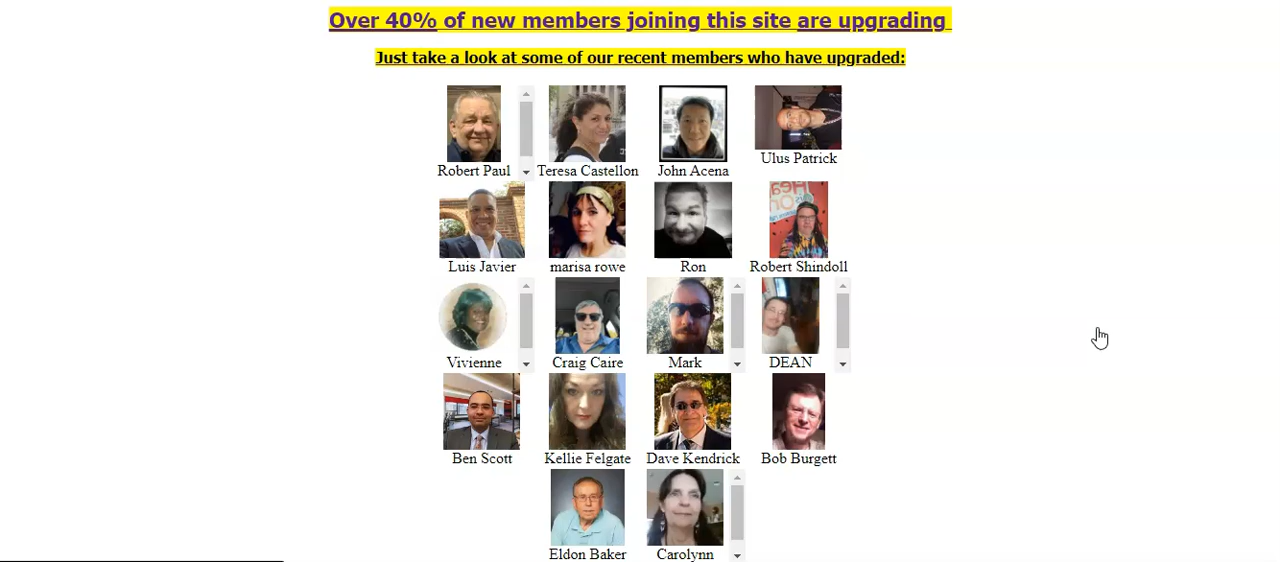 Over 40% of new members joining this site are upgrading
Just take a look at some of our recent members who have upgraded:
Robert Paul Teresa Castellon John Acena Ulus Patrick
Luis Javier marisa rowe Ron Robert Shindoll
Vivienne Craig Caire Mark DEAN
Ben Scott Kellie Felgate Dave Kendrick Bob Burgett
Eldon Baker Carolynn